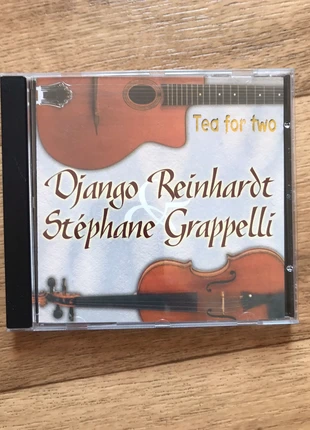 Tea for two
Django Reinhardt
&
Stéphane Grappelli